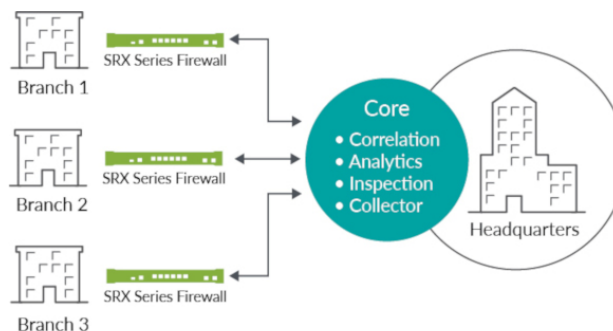 SRX Series Firewall
Branch 1
SRX Series Firewall
Branch 2
SRX Series Firewall
Branch 3
Core
• Correlation
• Analytics
• Inspection
• Collector
Headquarters